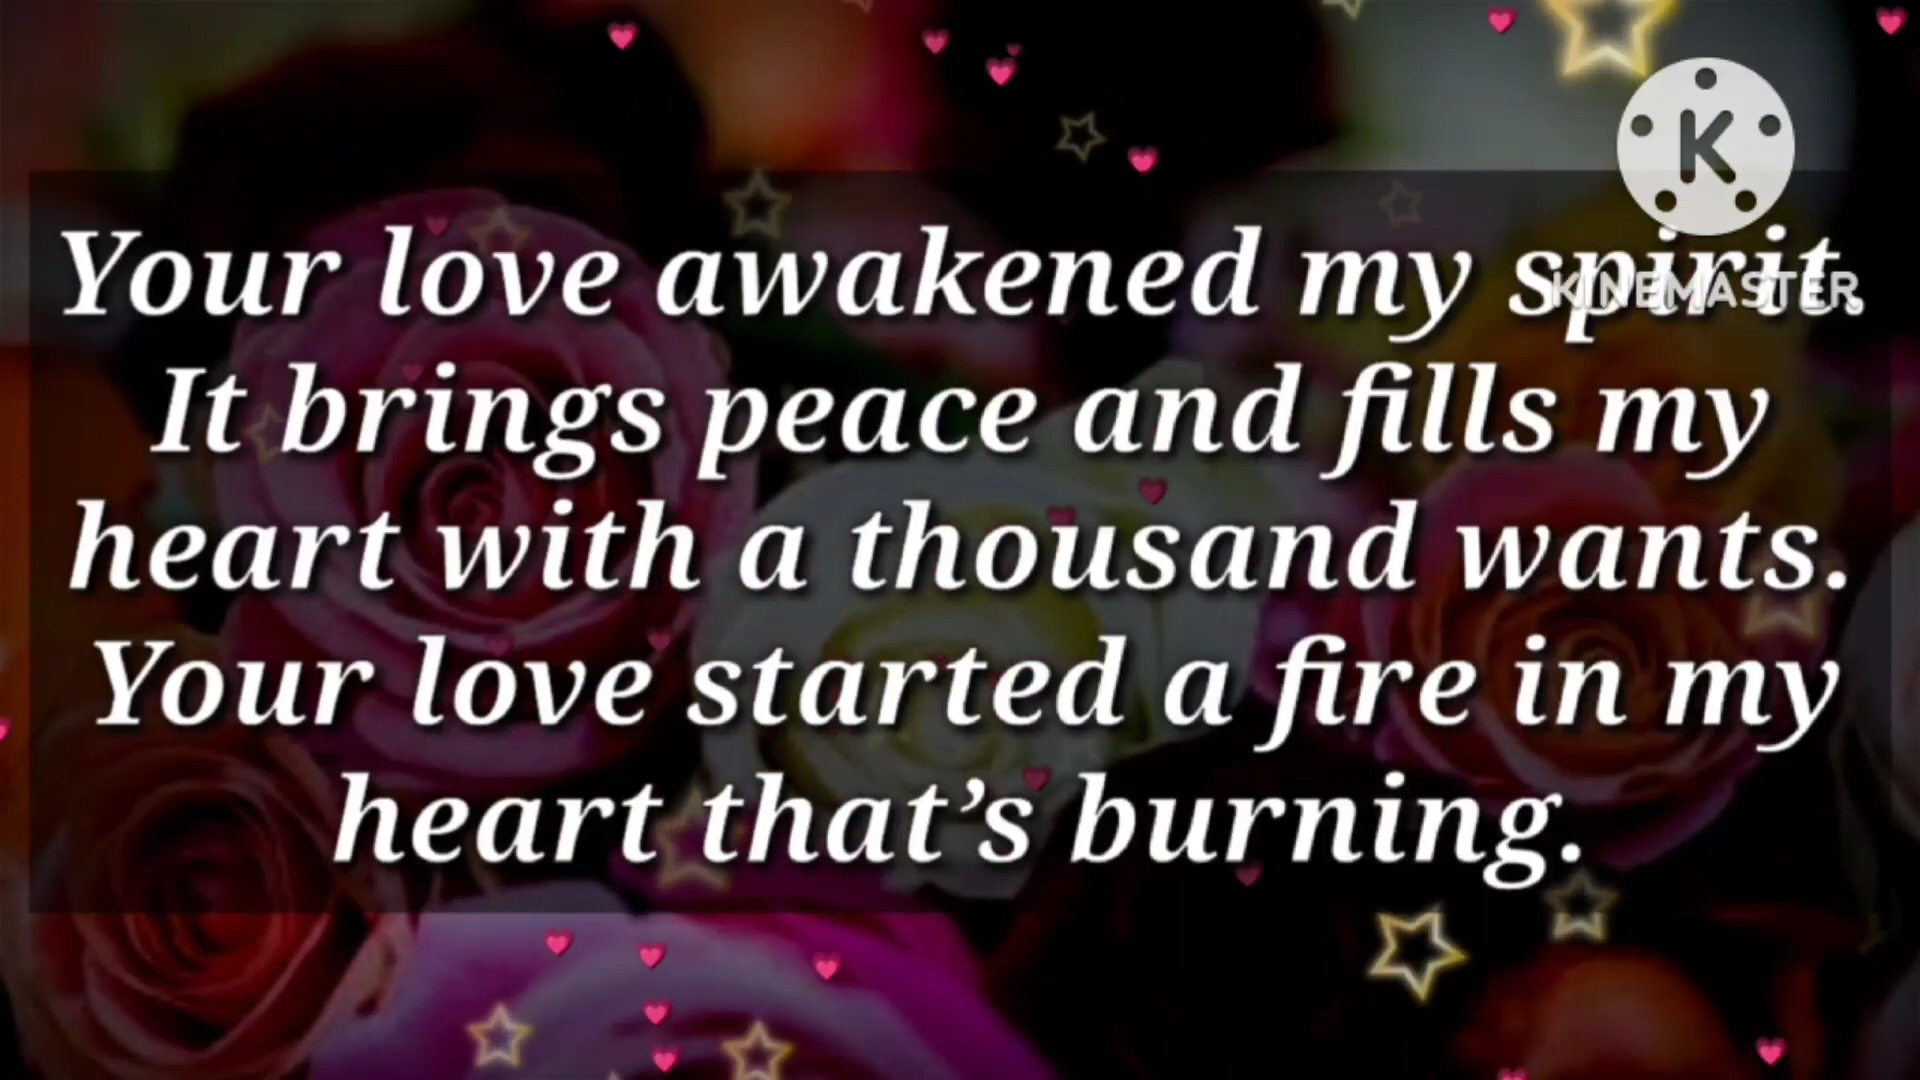 Your love awakened my spirit.
KINEMASTER
It brings peace and fills my
heart with a thousand wants.
Your love started a fire in my
heart that’s burning.